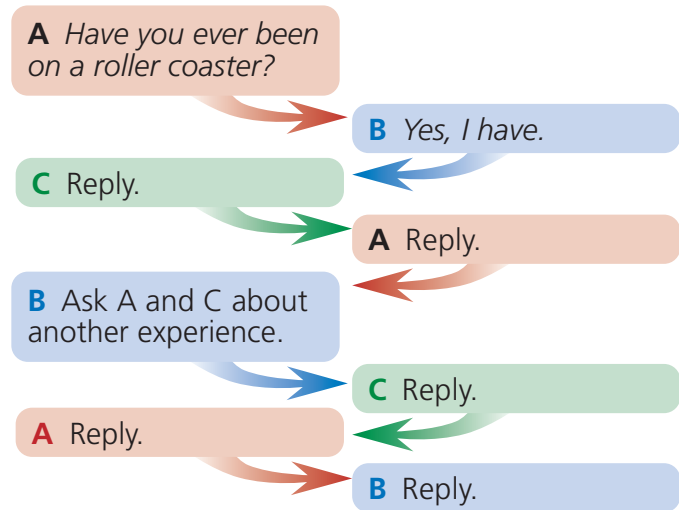 A Have you ever been
on a roller coaster?
B Yes, I have.
C Reply.
A Reply.
B Ask A and C about
another experience.
C Reply.
A Reply.
B Reply.